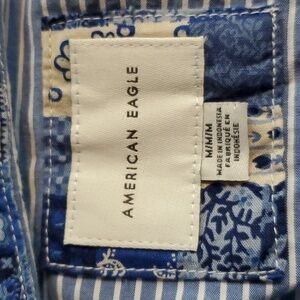 AMERICAN EAGLE
M/M/M
MADE IN INDONESIA
FABRIQUÉ EN
INDONÉSIE